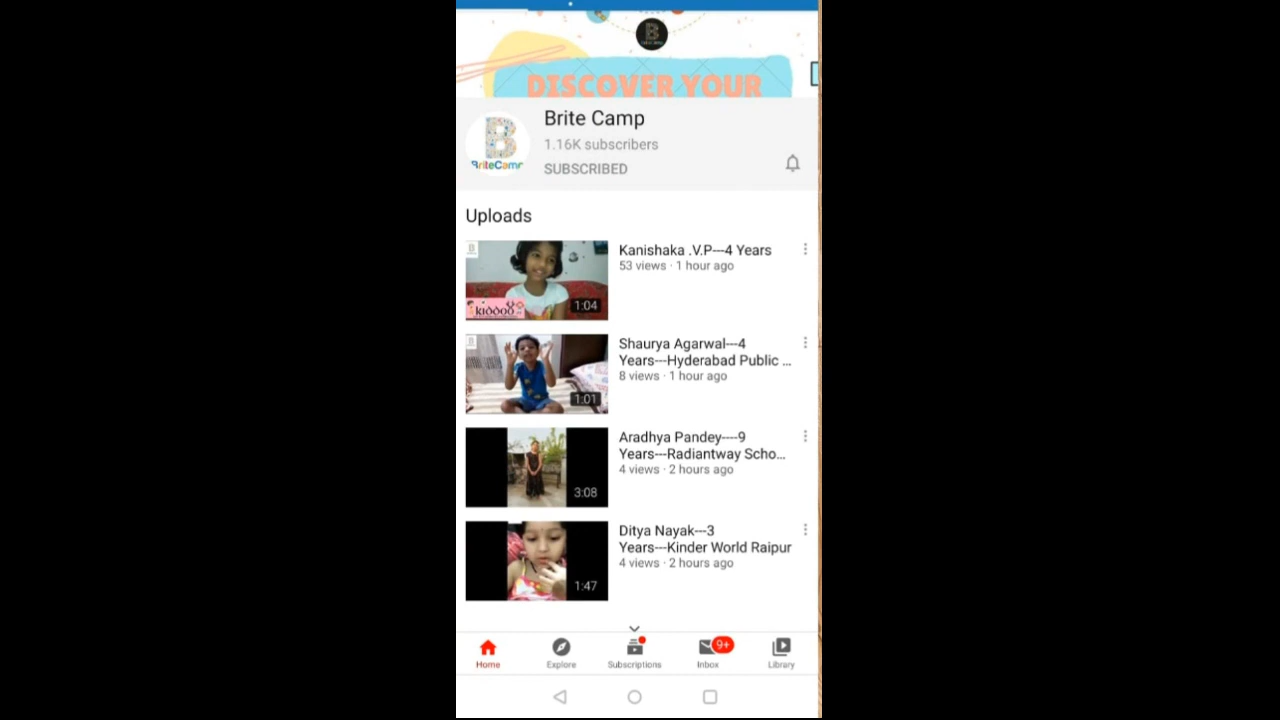 DISCOVER YOUR
Brite Camp
1.16K subscribers
SUBSCRIBED
BriteCamp
Uploads
Kanishaka .V.P---4 Years
53 views · 1 hour ago
kiddoo
1:04
Shaurya Agarwal---4
Years---Hyderabad Public ...
8 views · 1 hour ago
1:01
Aradhya Pandey----9
Years---Radiantway Scho...
4 views · 2 hours ago
3:08
Ditya Nayak---3
Years---Kinder World Raipur
4 views · 2 hours ago
1:47
9+
Home Explore Subscriptions Inbox Library